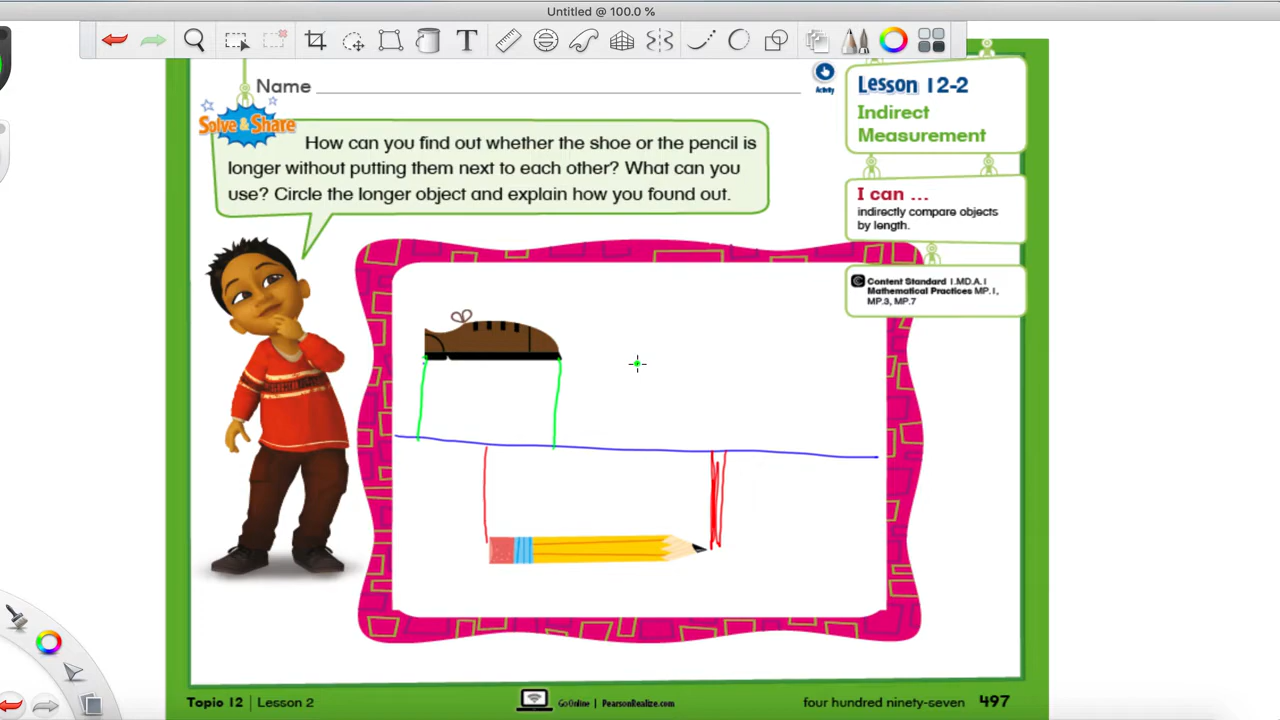 Untitled @ 100.0 %
Name
Activity
Lesson 12-2
Indirect
Measurement
Solve & Share
How can you find out whether the shoe or the pencil is
longer without putting them next to each other? What can you
use? Circle the longer object and explain how you found out.
I can ...
indirectly compare objects
by length.
Content Standard 1.MD.A.1
Mathematical Practices MP.1,
MP.3, MP.7
Topic 12 | Lesson 2
Go Online | PearsonRealize.com
four hundred ninety-seven 497